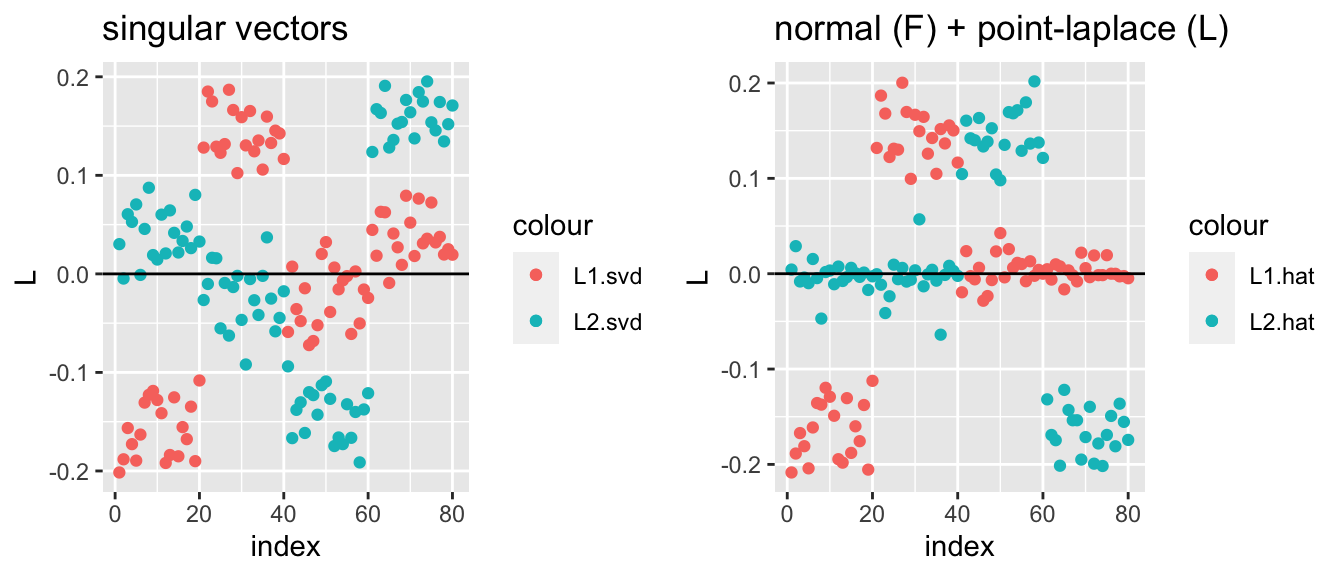 singular vectors
0.2
0.1
0.0
-0.1
-0.2
L
0 20 40 60 80
index
colour
L1.svd
L2.svd
normal (F) + point-laplace (L)
0.2
0.1
0.0
-0.1
-0.2
L
0 20 40 60 80
index
colour
L1.hat
L2.hat